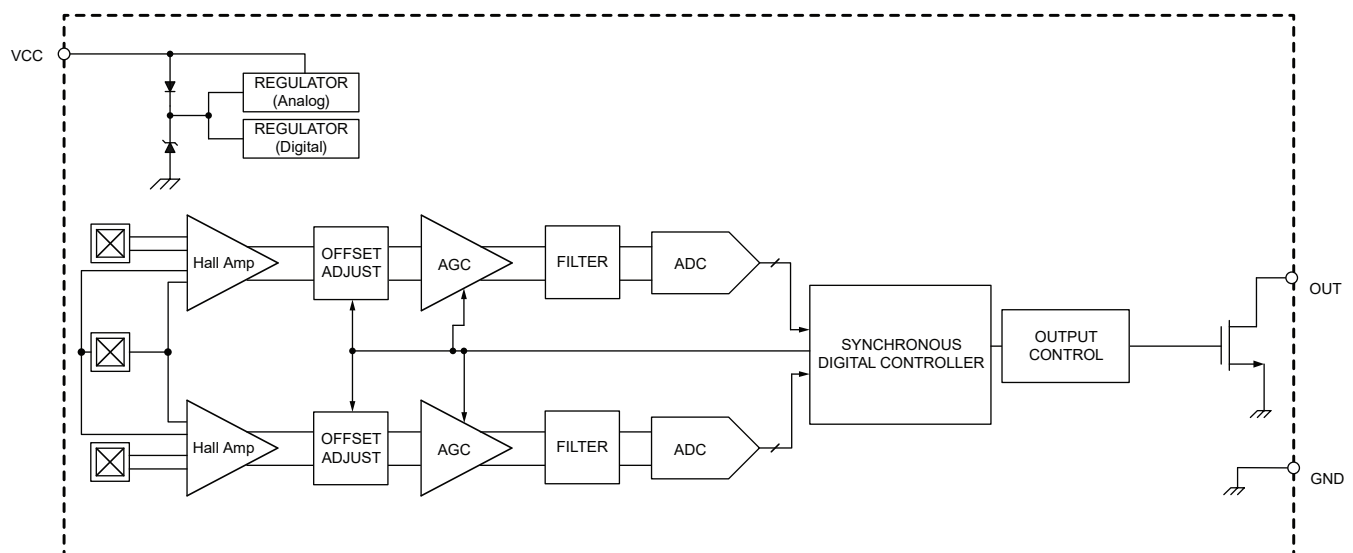 VCC
REGULATOR
(Analog)
REGULATOR
(Digital)
Hall Amp
OFFSET
ADJUST
AGC
FILTER
ADC
OUT
SYNCHRONOUS
DIGITAL CONTROLLER
OUTPUT
CONTROL
Hall Amp
OFFSET
ADJUST
AGC
FILTER
ADC
GND